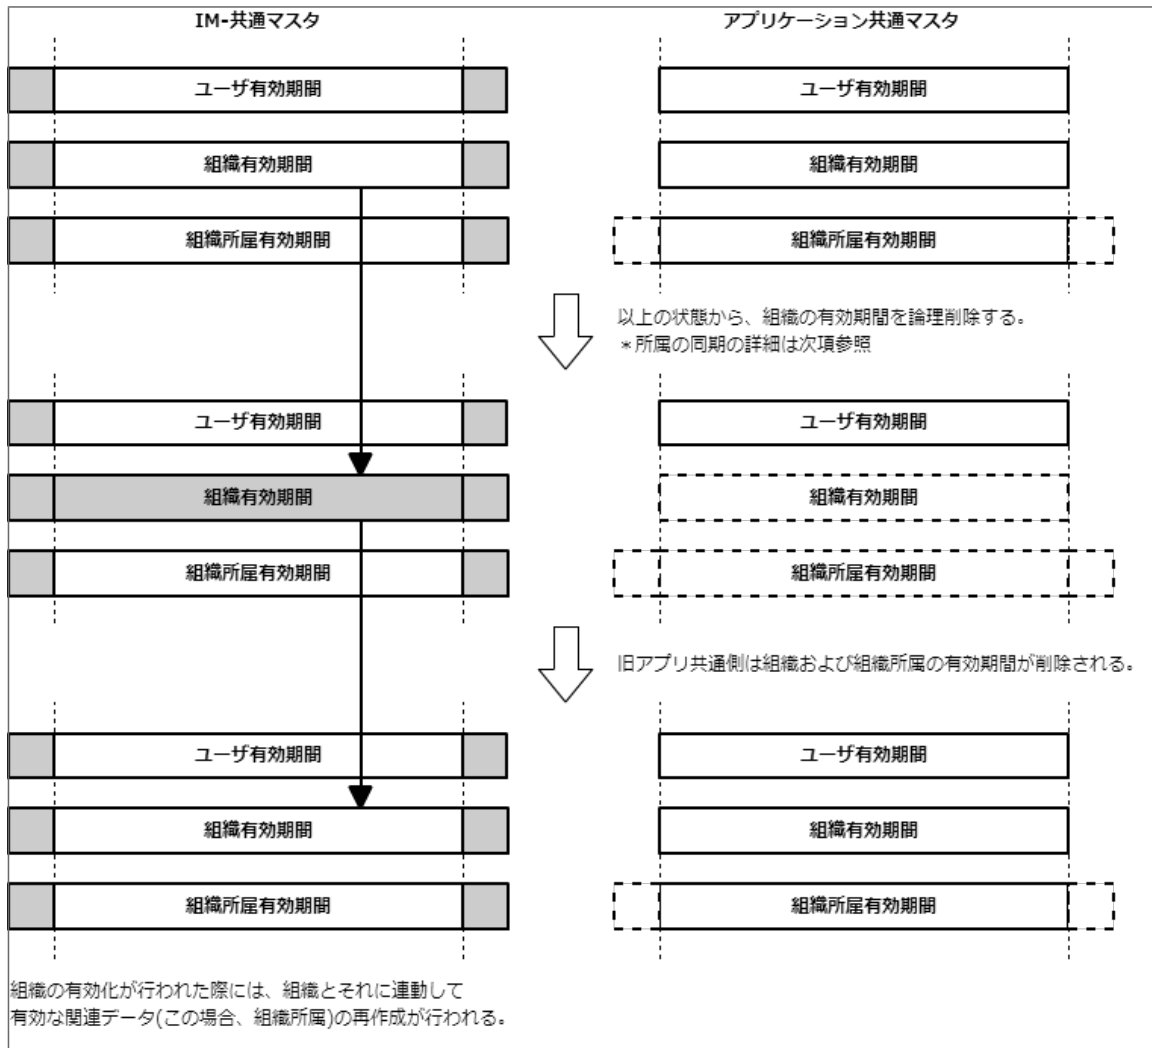 IM-共通マスタ
アプリケーション共通マスタ
ユーザ有効期間
ユーザ有効期間
組織有効期間
組織有効期間
組織所属有効期間
組織所属有効期間
以上の状態から、組織の有効期間を論理削除する。
＊所属の同期の詳細は次項参照
ユーザ有効期間
ユーザ有効期間
組織有効期間
組織有効期間
組織所属有効期間
組織所属有効期間
旧アプリ共通側は組織および組織所属の有効期間が削除される。
ユーザ有効期間
ユーザ有効期間
組織有効期間
組織有効期間
組織所属有効期間
組織所属有効期間
組織の有効化が行われた際には、組織とそれに連動して
有効な関連データ(この場合、組織所属)の再作成が行われる。